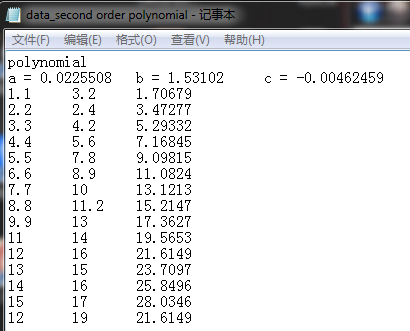 data_second order polynomial - 记事本
文件(F) 编辑(E) 格式(O) 查看(V) 帮助(H)
polynomial
a = 0.0225508 b = 1.53102 c = -0.00462459
1.1 3.2 1.70679
2.2 2.4 3.47277
3.3 4.2 5.29332
4.4 5.6 7.16845
5.5 7.8 9.09815
6.6 8.9 11.0824
7.7 10 13.1213
8.8 11.2 15.2147
9.9 13 17.3627
11 14 19.5653
12 16 21.6149
13 15 23.7097
14 16 25.8496
15 17 28.0346
12 19 21.6149